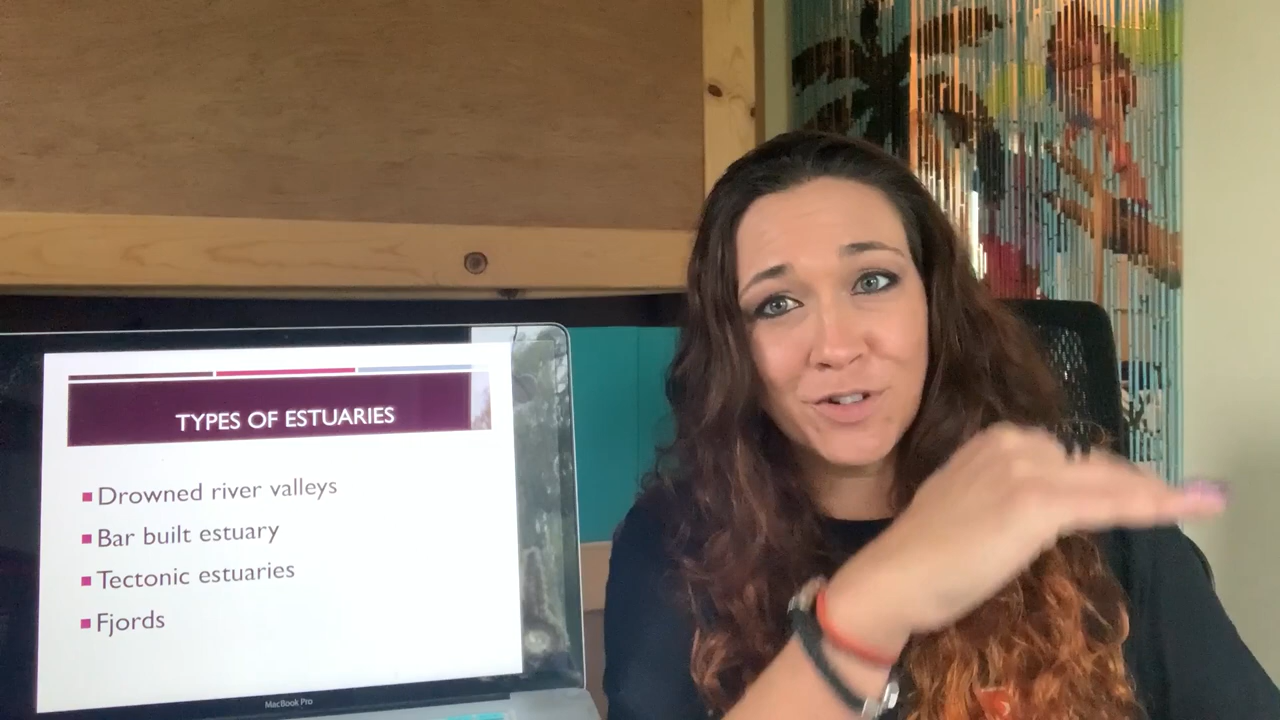 TYPES OF ESTUARIES
Drowned river valleys
Bar built estuary
Tectonic estuaries
Fjords
MacBook Pro